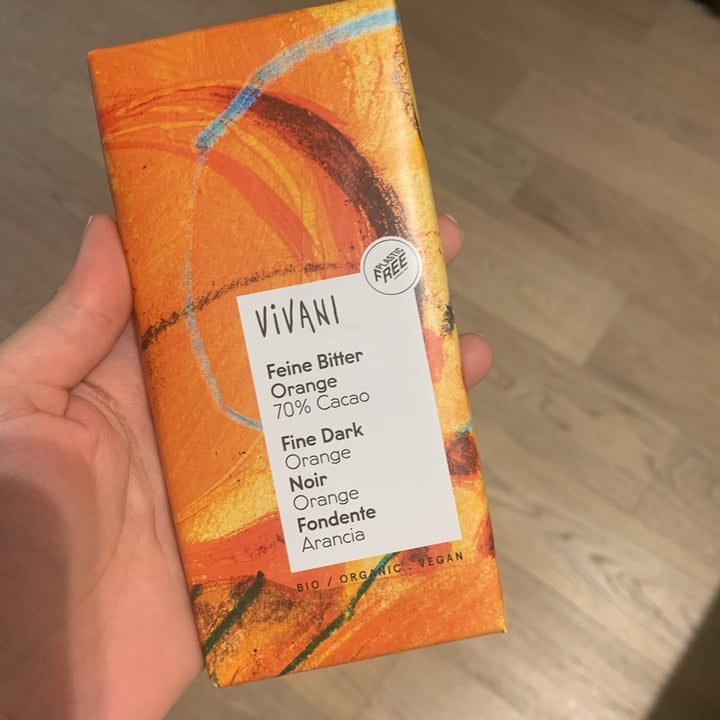 PLASTIC
FREE
ViVANI
Feine Bitter
Orange
70% Cacao
Fine Dark
Orange
Noir
Orange
Fondente
Arancia
BIO / ORGANIC · VEGAN